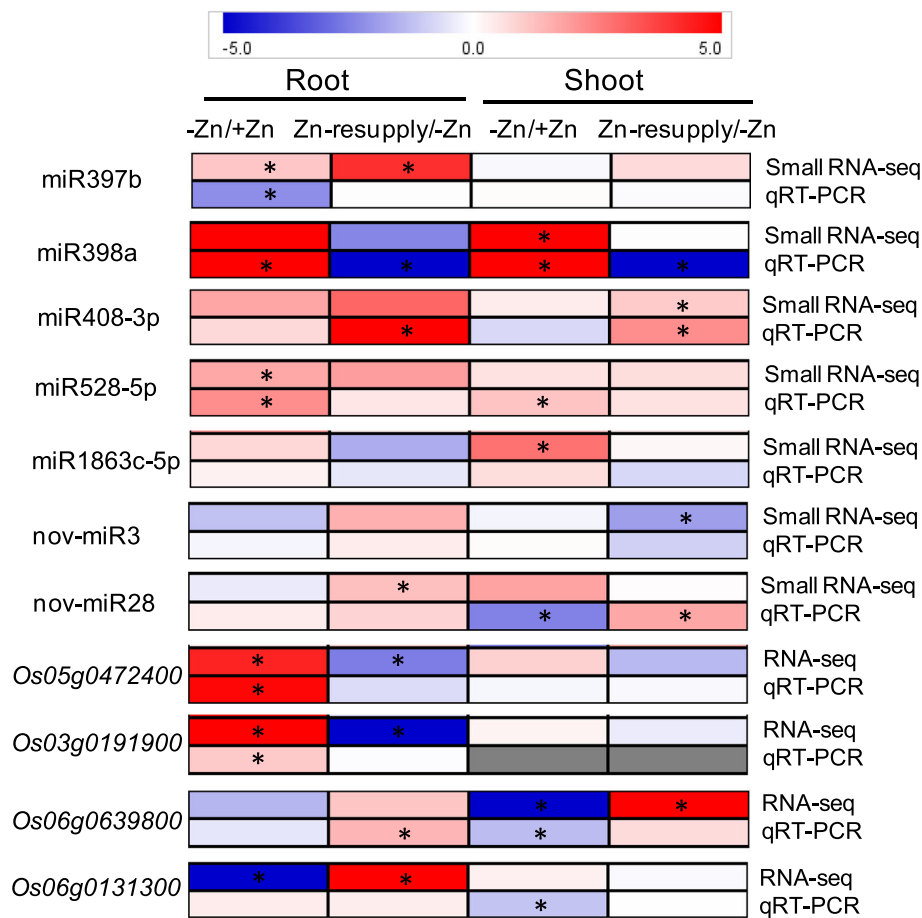 -5.0 0.0 5.0
Root Shoot
-Zn/+Zn Zn-resupply/-Zn -Zn/+Zn Zn-resupply/-Zn
miR397b
* * Small RNA-seq
* qRT-PCR
miR398a
* Small RNA-seq
* * * * qRT-PCR
miR408-3p
* Small RNA-seq
* * qRT-PCR
miR528-5p
* Small RNA-seq
* * qRT-PCR
miR1863c-5p
* Small RNA-seq
qRT-PCR
nov-miR3
* Small RNA-seq
qRT-PCR
nov-miR28
* Small RNA-seq
* * qRT-PCR
Os05g0472400
* * RNA-seq
* qRT-PCR
Os03g0191900
* * RNA-seq
* qRT-PCR
Os06g0639800
* * RNA-seq
* * qRT-PCR
Os06g0131300
* * RNA-seq
* qRT-PCR